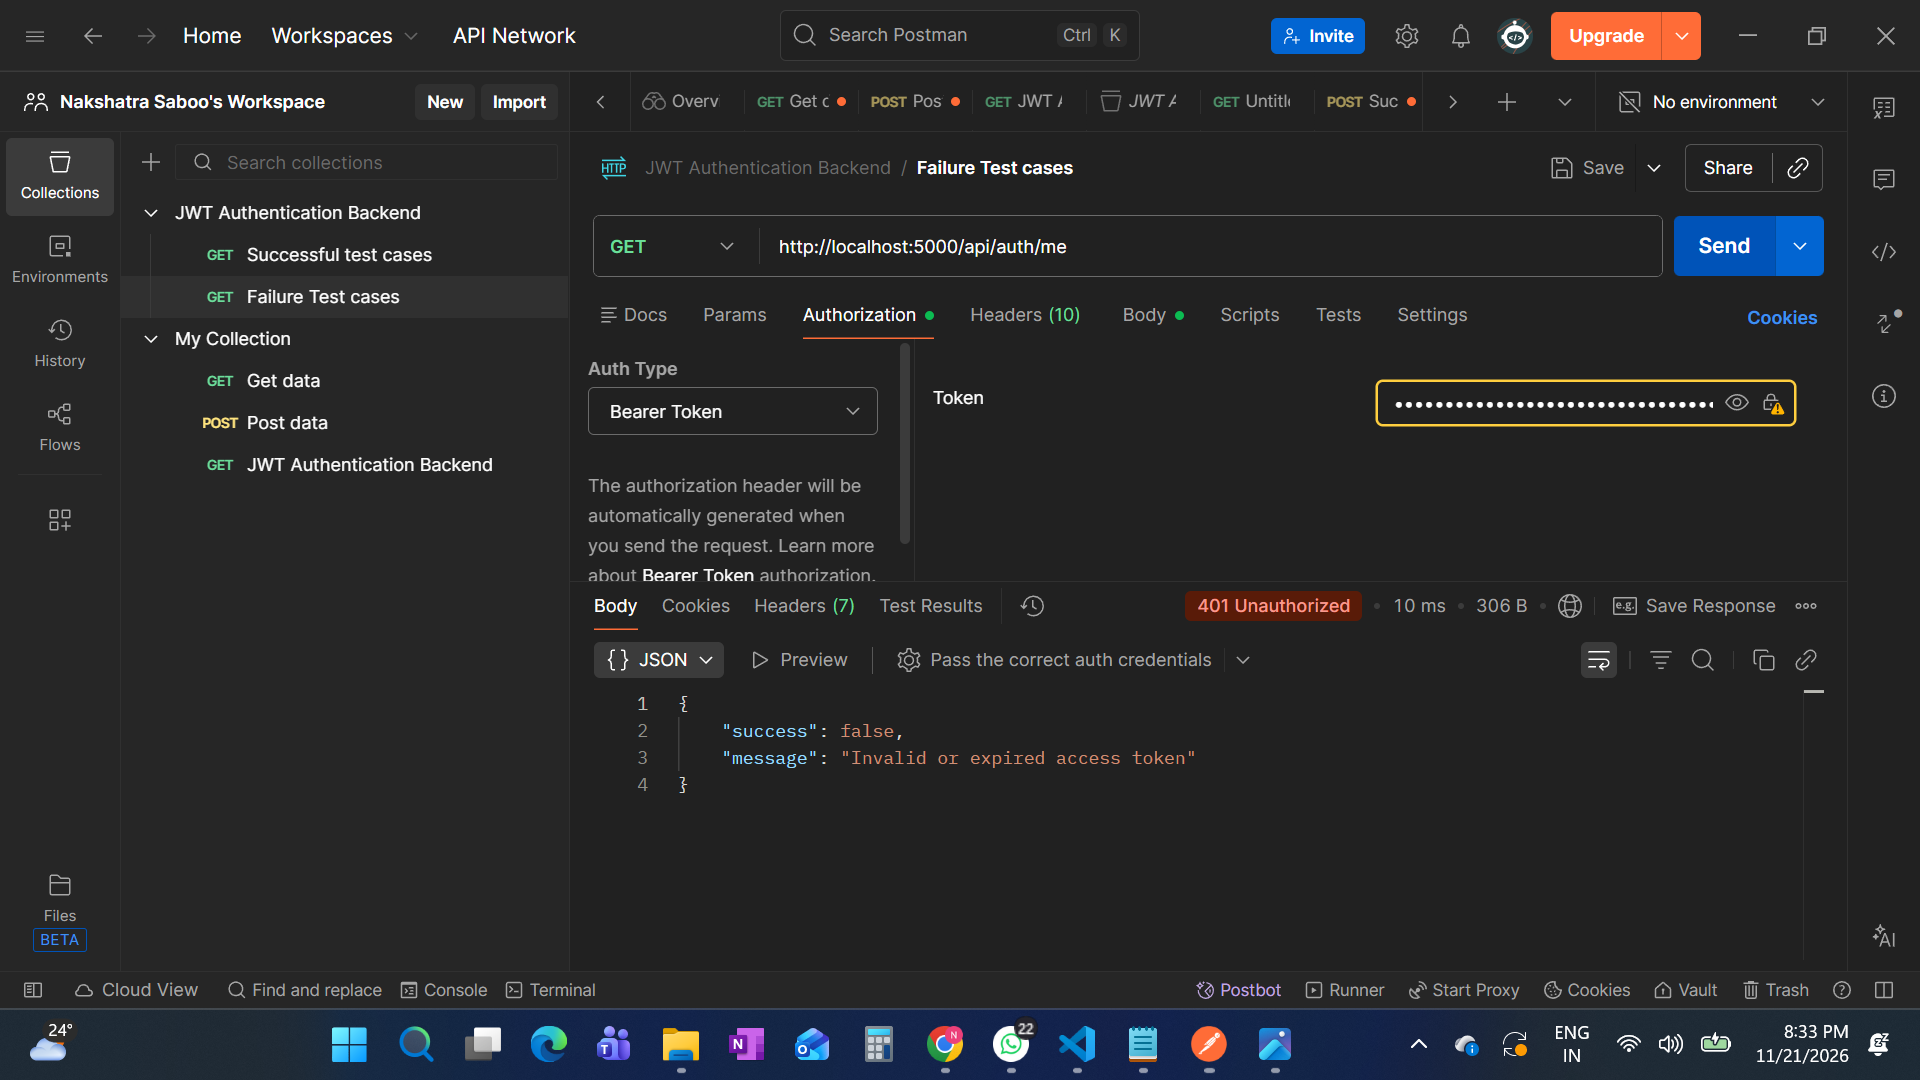 Home
Workspaces
API Network
Search Postman
Ctrl
K
Invite
Upgrade
Nakshatra Saboo's Workspace
New
Import
Overv
GET Get c
POST Pos
GET JWT A
JWT A
GET Untitl
POST Suc
No environment
Collections
Search collections
Environments
History
Flows
Files
BETA
JWT Authentication Backend
GET Successful test cases
GET Failure Test cases
My Collection
GET Get data
POST Post data
GET JWT Authentication Backend
HTTP
JWT Authentication Backend / Failure Test cases
Save
Share
GET
http://localhost:5000/api/auth/me
Send
Docs
Params
Authorization
Headers (10)
Body
Scripts
Tests
Settings
Cookies
Auth Type
Bearer Token
The authorization header will be
automatically generated when
you send the request. Learn more
about Bearer Token authorization.
Token
Body
Cookies
Headers (7)
Test Results
401 Unauthorized
10 ms
306 B
e.g.
Save Response
{} JSON
Preview
Pass the correct auth credentials
1 {
2 "success": false,
3 "message": "Invalid or expired access token"
4 }
AI
Cloud View
Find and replace
Console
Terminal
Postbot
Runner
Start Proxy
Cookies
Vault
Trash
24°
22
ENG
IN
8:33 PM
11/21/2026